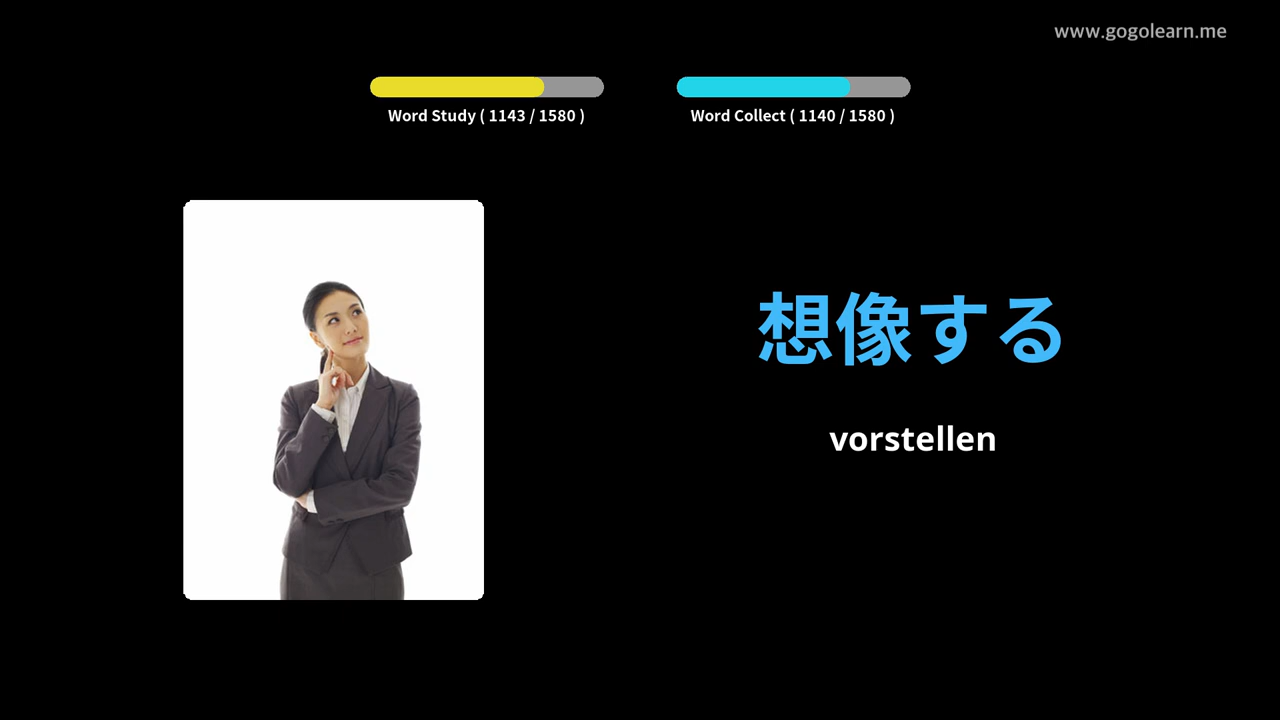 www.gogolearn.me
Word Study ( 1143 / 1580 )
Word Collect ( 1140 / 1580 )
想像する
vorstellen